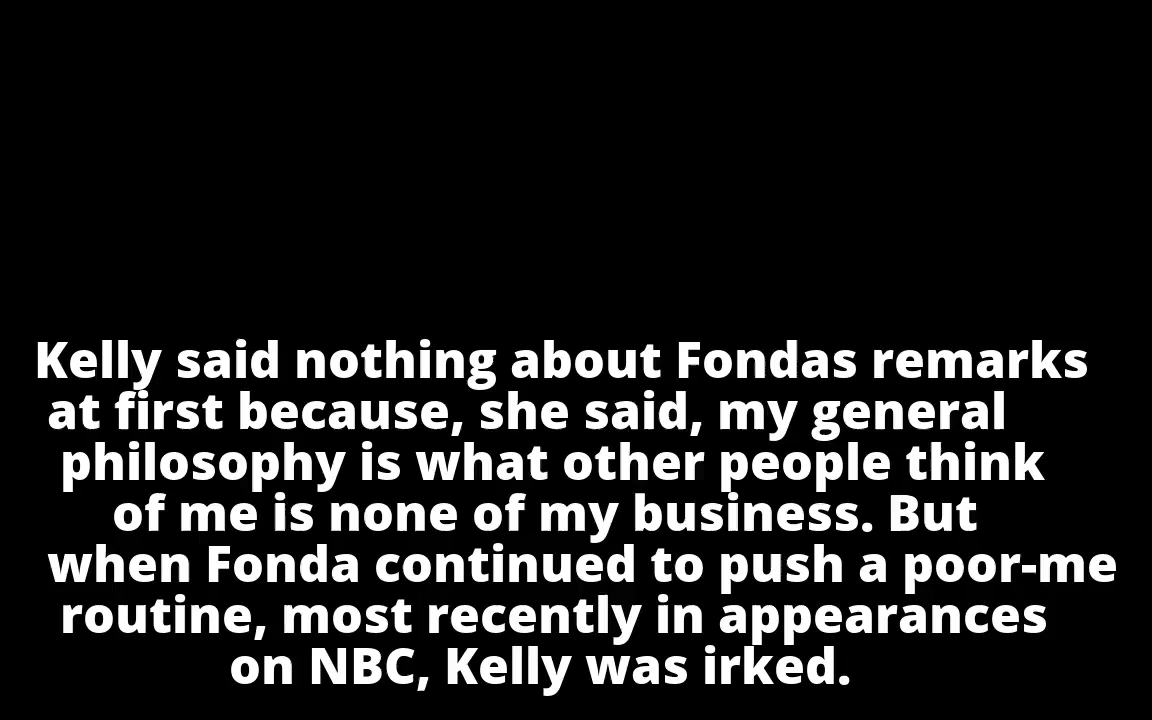 Kelly said nothing about Fondas remarks
at first because, she said, my general
philosophy is what other people think
of me is none of my business. But
when Fonda continued to push a poor-me
routine, most recently in appearances
on NBC, Kelly was irked.